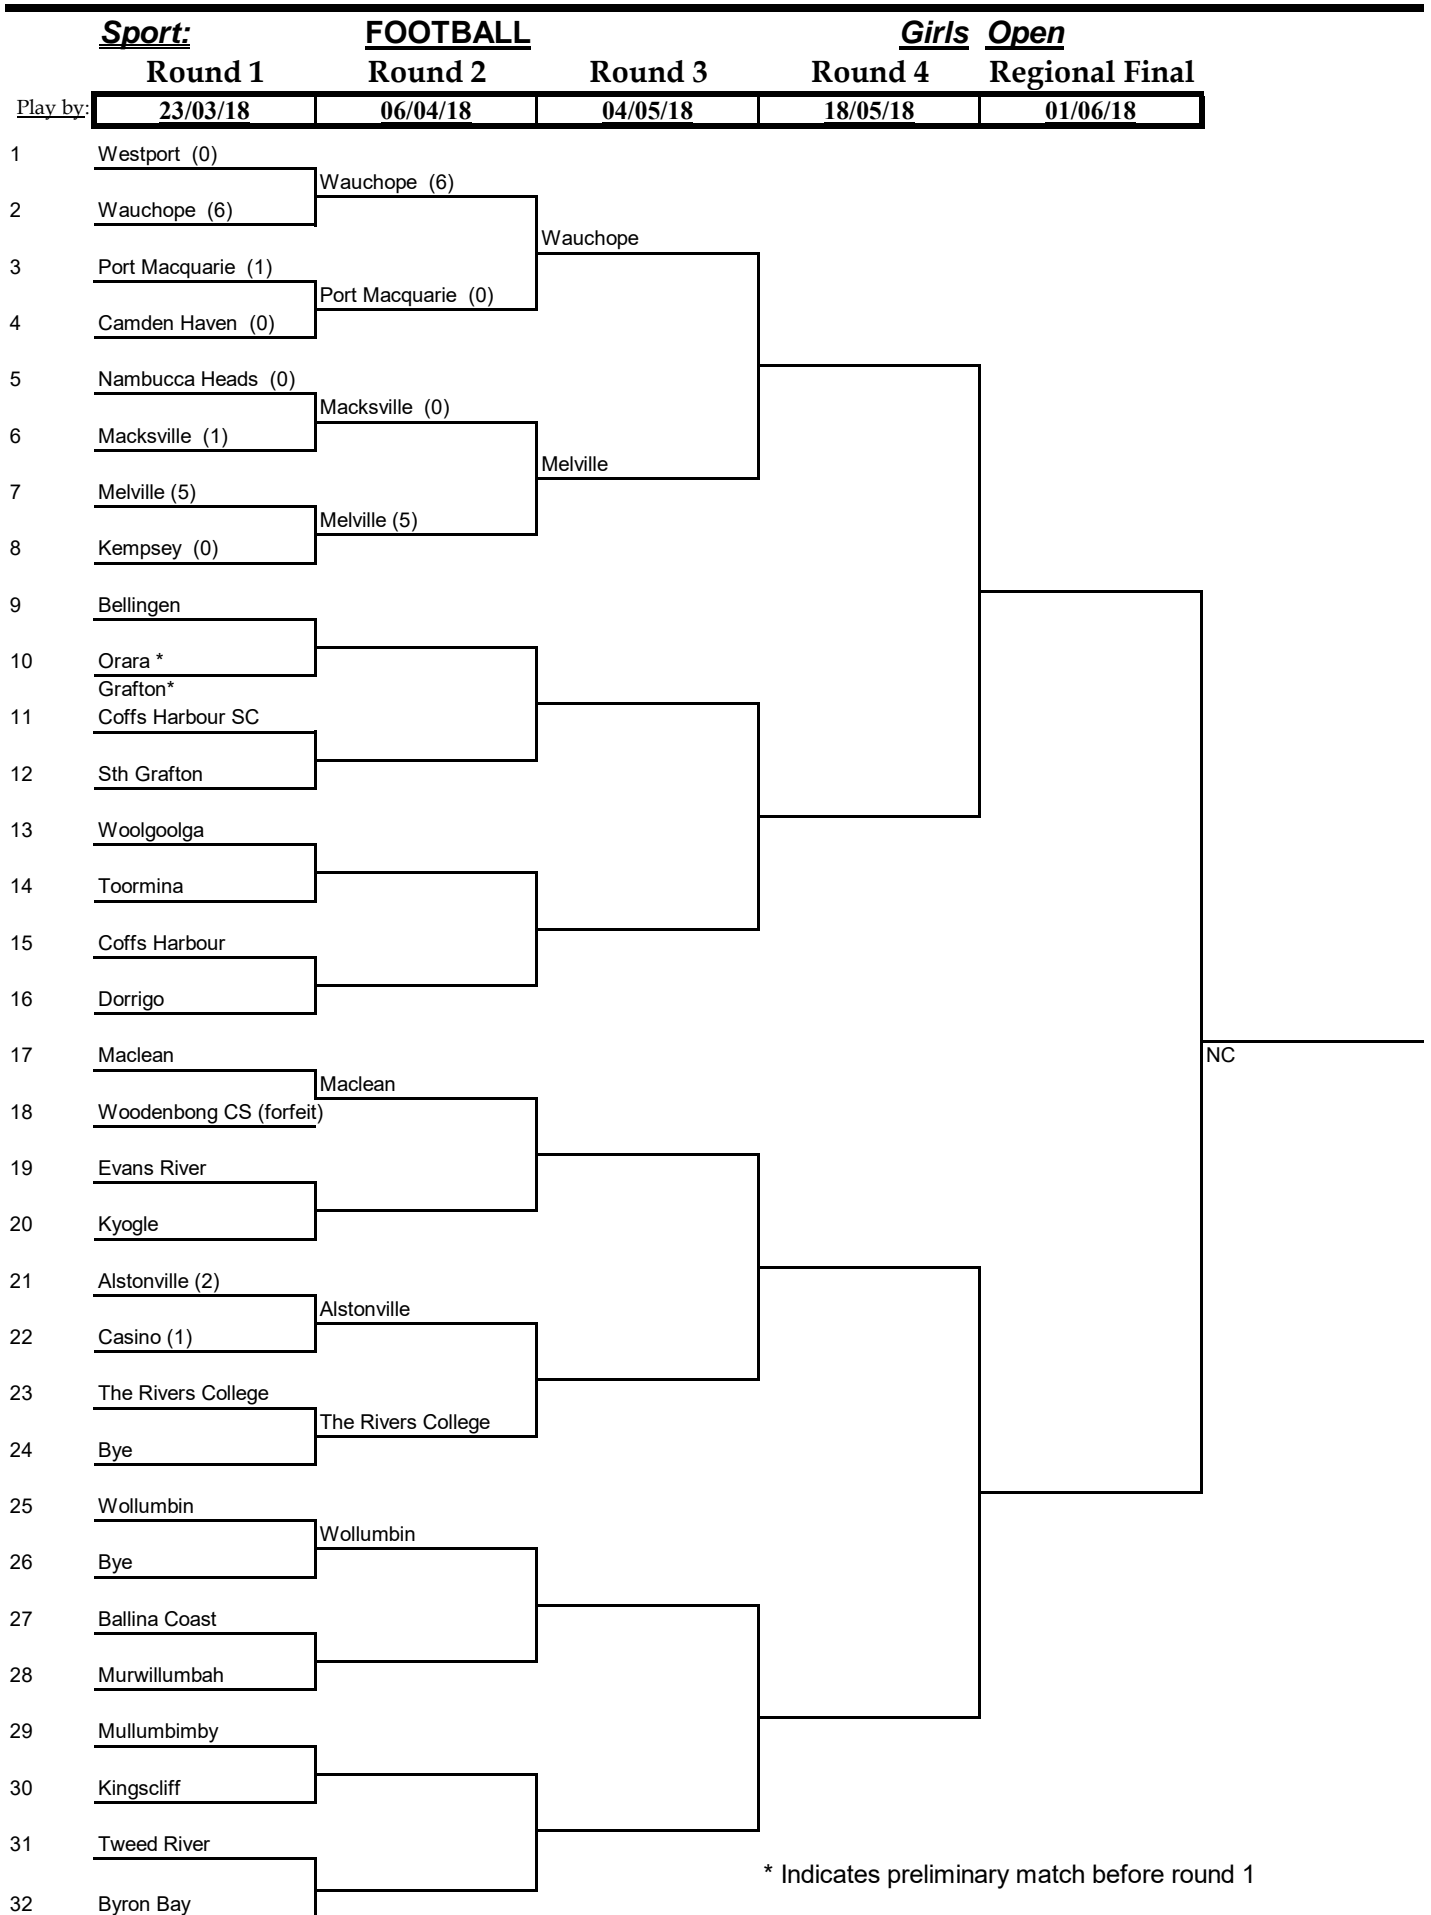 Sport: FOOTBALL Girls Open
Round 1 Round 2 Round 3 Round 4 Regional Final
Play by: 23/03/18 06/04/18 04/05/18 18/05/18 01/06/18
1 Westport (0)
Wauchope (6)
2 Wauchope (6)
Wauchope
3 Port Macquarie (1)
Port Macquarie (0)
4 Camden Haven (0)
5 Nambucca Heads (0)
Macksville (0)
6 Macksville (1)
Melville
7 Melville (5)
Melville (5)
8 Kempsey (0)
9 Bellingen
10 Orara *
Grafton*
11 Coffs Harbour SC
12 Sth Grafton
13 Woolgoolga
14 Toormina
15 Coffs Harbour
16 Dorrigo
17 Maclean NC
Maclean
18 Woodenbong CS (forfeit)
19 Evans River
20 Kyogle
21 Alstonville (2)
Alstonville
22 Casino (1)
23 The Rivers College
The Rivers College
24 Bye
25 Wollumbin
Wollumbin
26 Bye
27 Ballina Coast
28 Murwillumbah
29 Mullumbimby
30 Kingscliff
31 Tweed River
* Indicates preliminary match before round 1
32 Byron Bay